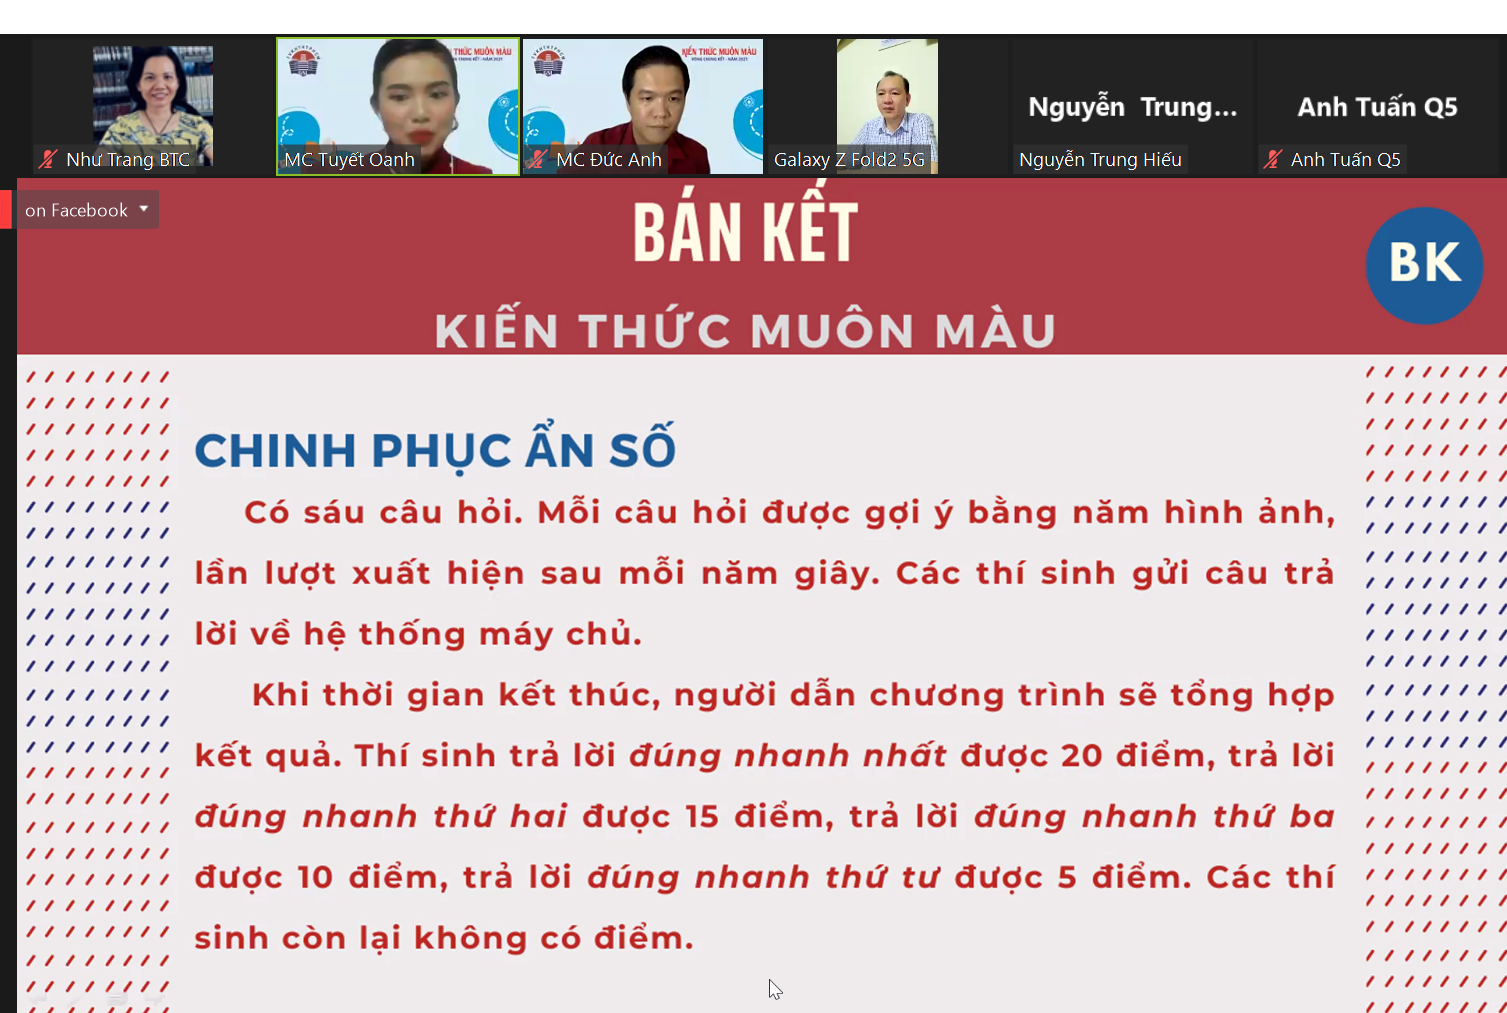 KIẾN THỨC MUÔN MÀU
VÒNG CHUNG KẾT - NĂM 2021
Nguyễn Trung...
Anh Tuấn Q5
Như Trang BTC
MC Tuyết Oanh
MC Đức Anh
Galaxy Z Fold2 5G
Nguyễn Trung Hiếu
Anh Tuấn Q5
on Facebook
BÁN KẾT
BK
KIẾN THỨC MUÔN MÀU
CHINH PHỤC ẨN SỐ
Có sáu câu hỏi. Mỗi câu hỏi được gợi ý bằng năm hình ảnh,
lần lượt xuất hiện sau mỗi năm giây. Các thí sinh gửi câu trả
lời về hệ thống máy chủ.
Khi thời gian kết thúc, người dẫn chương trình sẽ tổng hợp
kết quả. Thí sinh trả lời đúng nhanh nhất được 20 điểm, trả lời
đúng nhanh thứ hai được 15 điểm, trả lời đúng nhanh thứ ba
được 10 điểm, trả lời đúng nhanh thứ tư được 5 điểm. Các thí
sinh còn lại không có điểm.